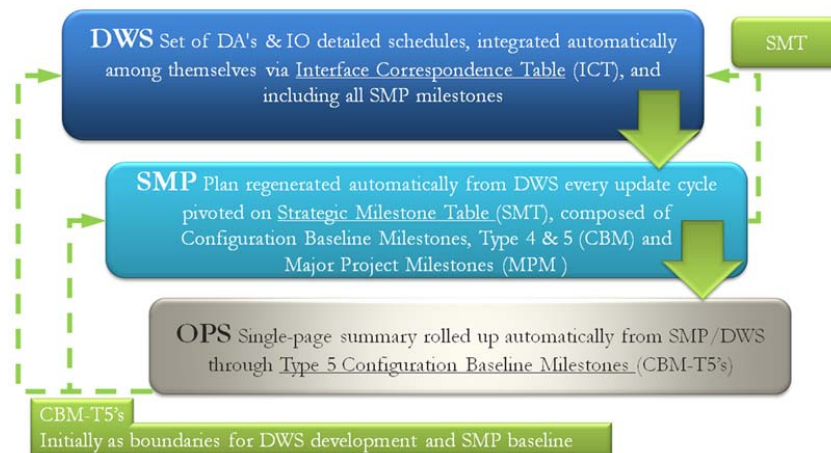 DWS Set of DA's & IO detailed schedules, integrated automatically
among themselves via Interface Correspondence Table (ICT), and
including all SMP milestones
SMT
SMP Plan regenerated automatically from DWS every update cycle
pivoted on Strategic Milestone Table (SMT), composed of
Configuration Baseline Milestones, Type 4 & 5 (CBM) and
Major Project Milestones (MPM )
OPS Single-page summary rolled up automatically from SMP/DWS
through Type 5 Configuration Baseline Milestones (CBM-T5's)
CBM-T5's
Initially as boundaries for DWS development and SMP baseline